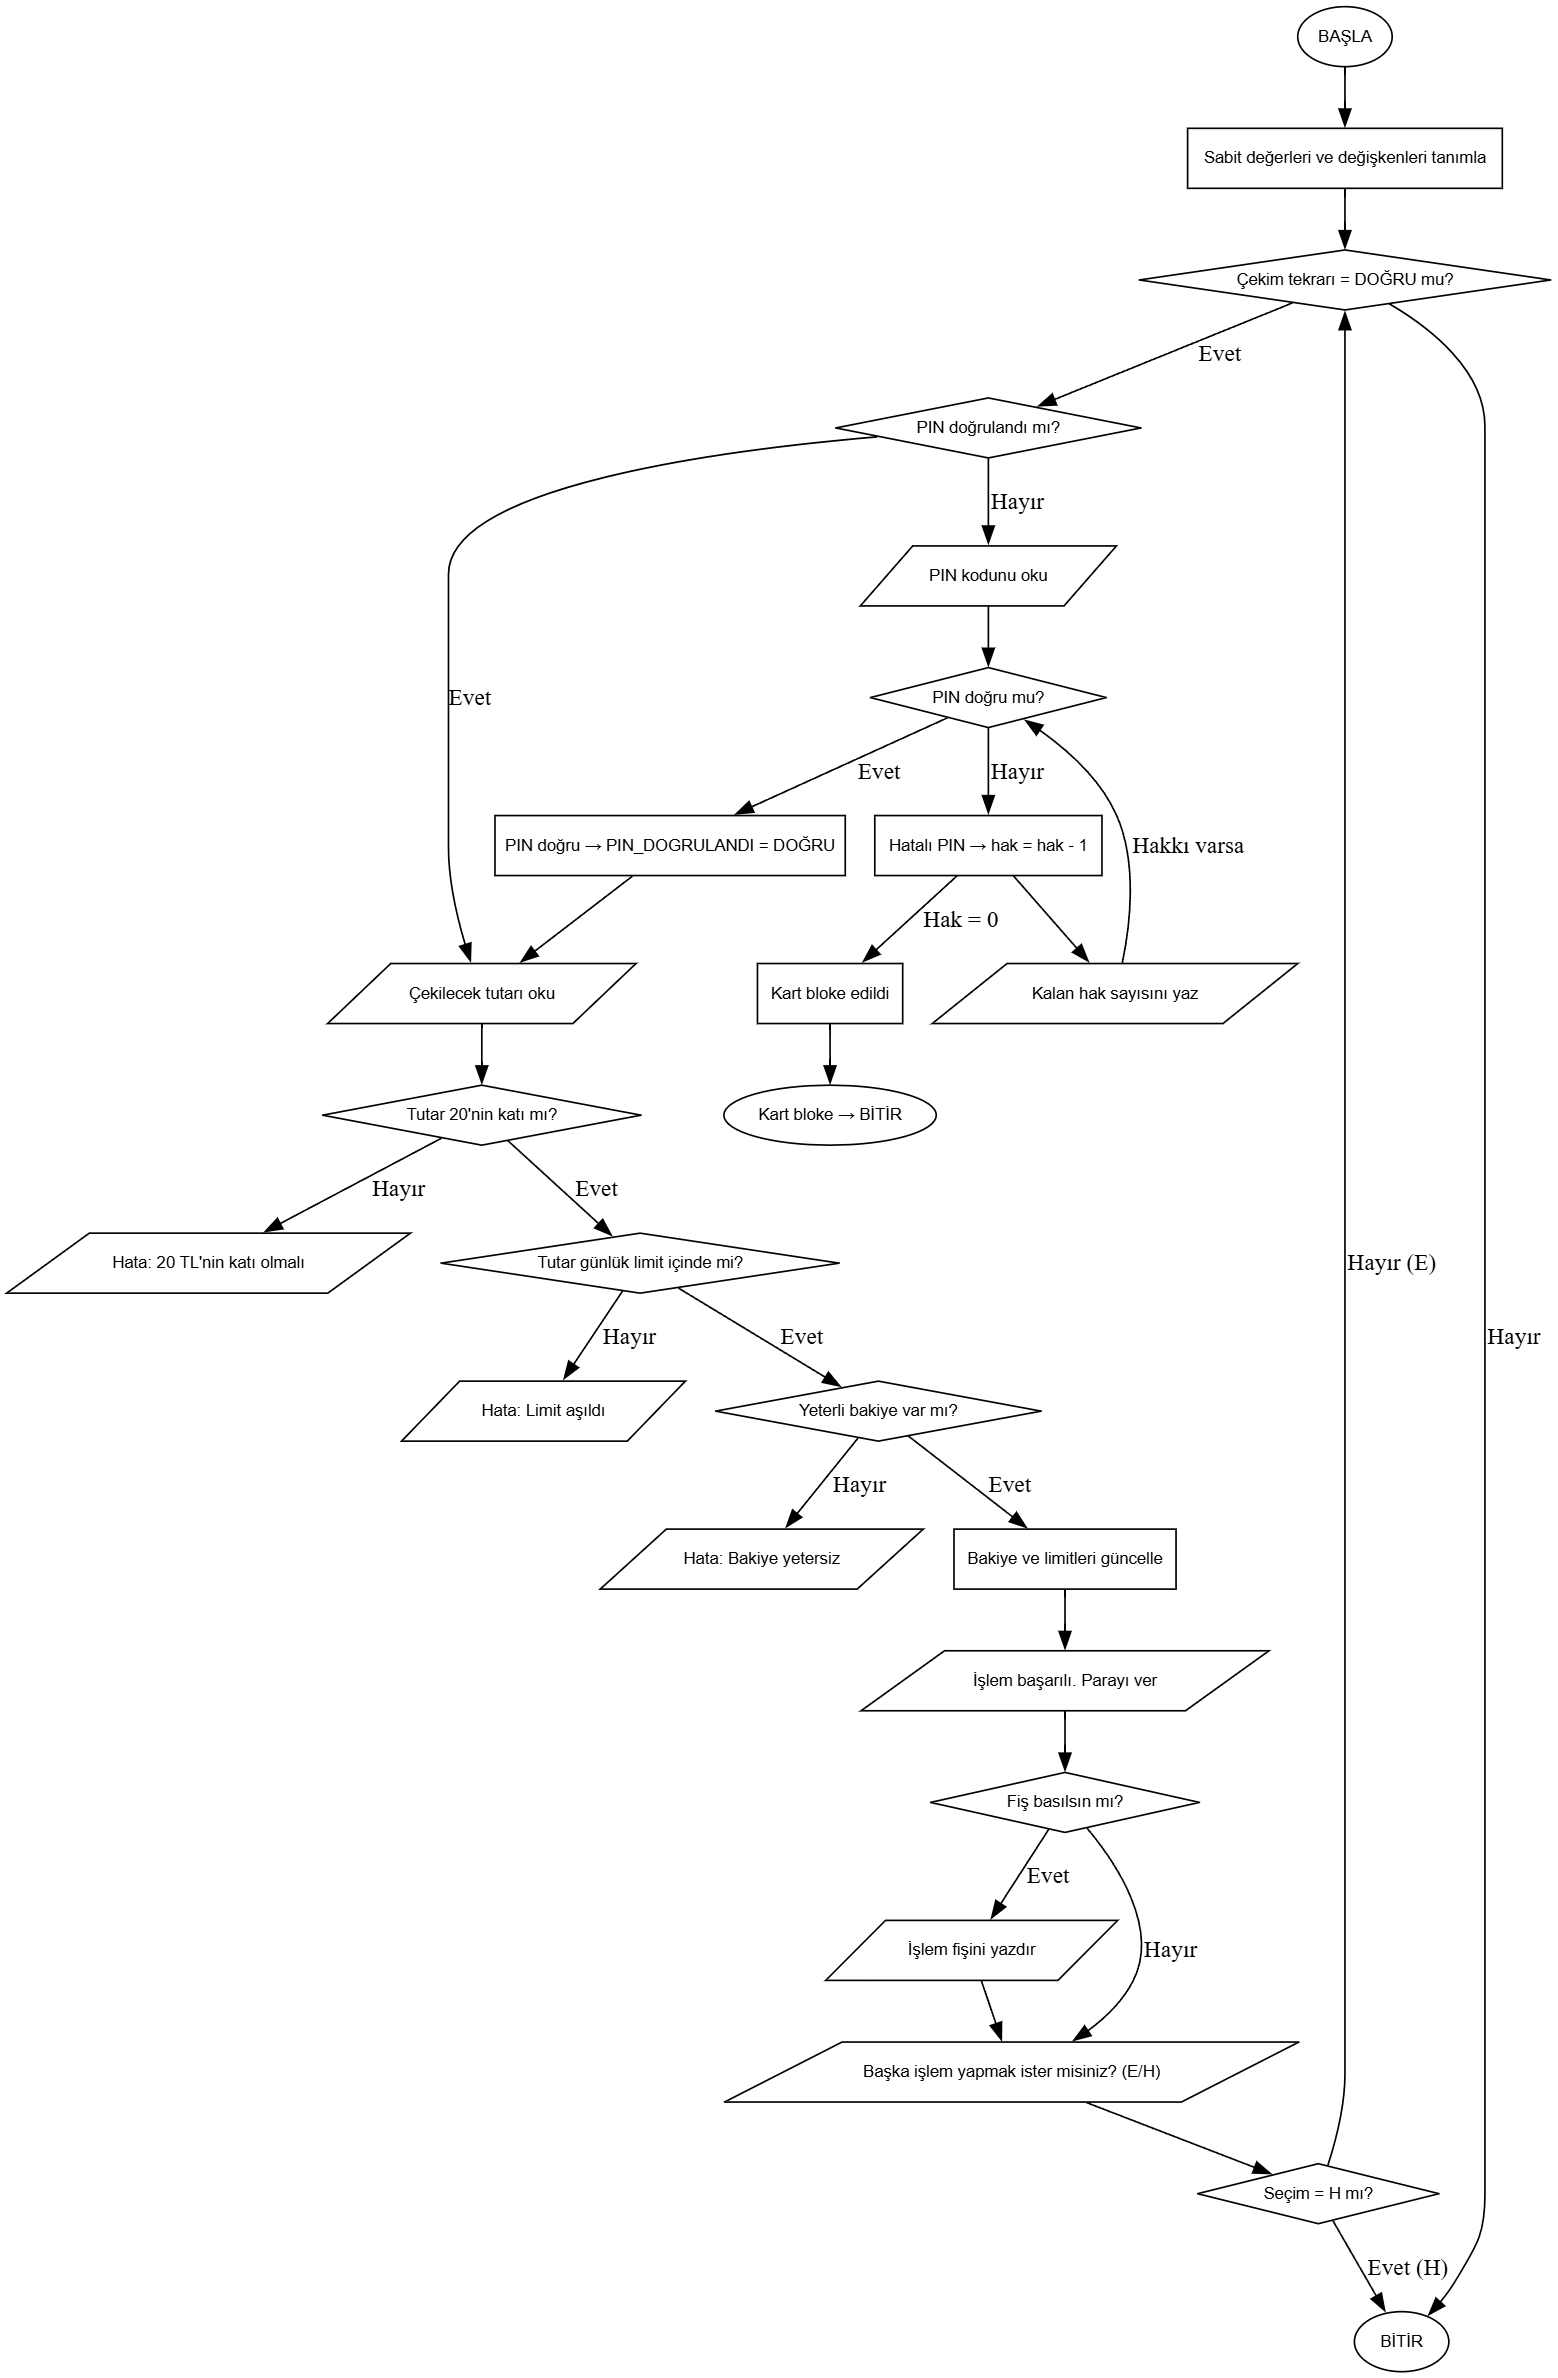 BAŞLA
Sabit değerleri ve değişkenleri tanımla
Çekim tekrarı = DOĞRU mu?
Evet
PIN doğrulandı mı?
Hayır
PIN kodunu oku
Evet
PIN doğru mu?
Evet
Hayır
PIN doğru → PIN_DOGRULANDI = DOĞRU
Hatalı PIN → hak = hak - 1
Hakkı varsa
Hak = 0
Çekilecek tutarı oku
Kart bloke edildi
Kalan hak sayısını yaz
Tutar 20'nin katı mı?
Kart bloke → BİTİR
Hayır
Evet
Hata: 20 TL'nin katı olmalı
Tutar günlük limit içinde mi?
Hayır (E)
Hayır
Evet
Hayır
Hata: Limit aşıldı
Yeterli bakiye var mı?
Hayır
Evet
Hata: Bakiye yetersiz
Bakiye ve limitleri güncelle
İşlem başarılı. Parayı ver
Fiş basılsın mı?
Evet
İşlem fişini yazdır
Hayır
Başka işlem yapmak ister misiniz? (E/H)
Seçim = H mı?
Evet (H)
BİTİR